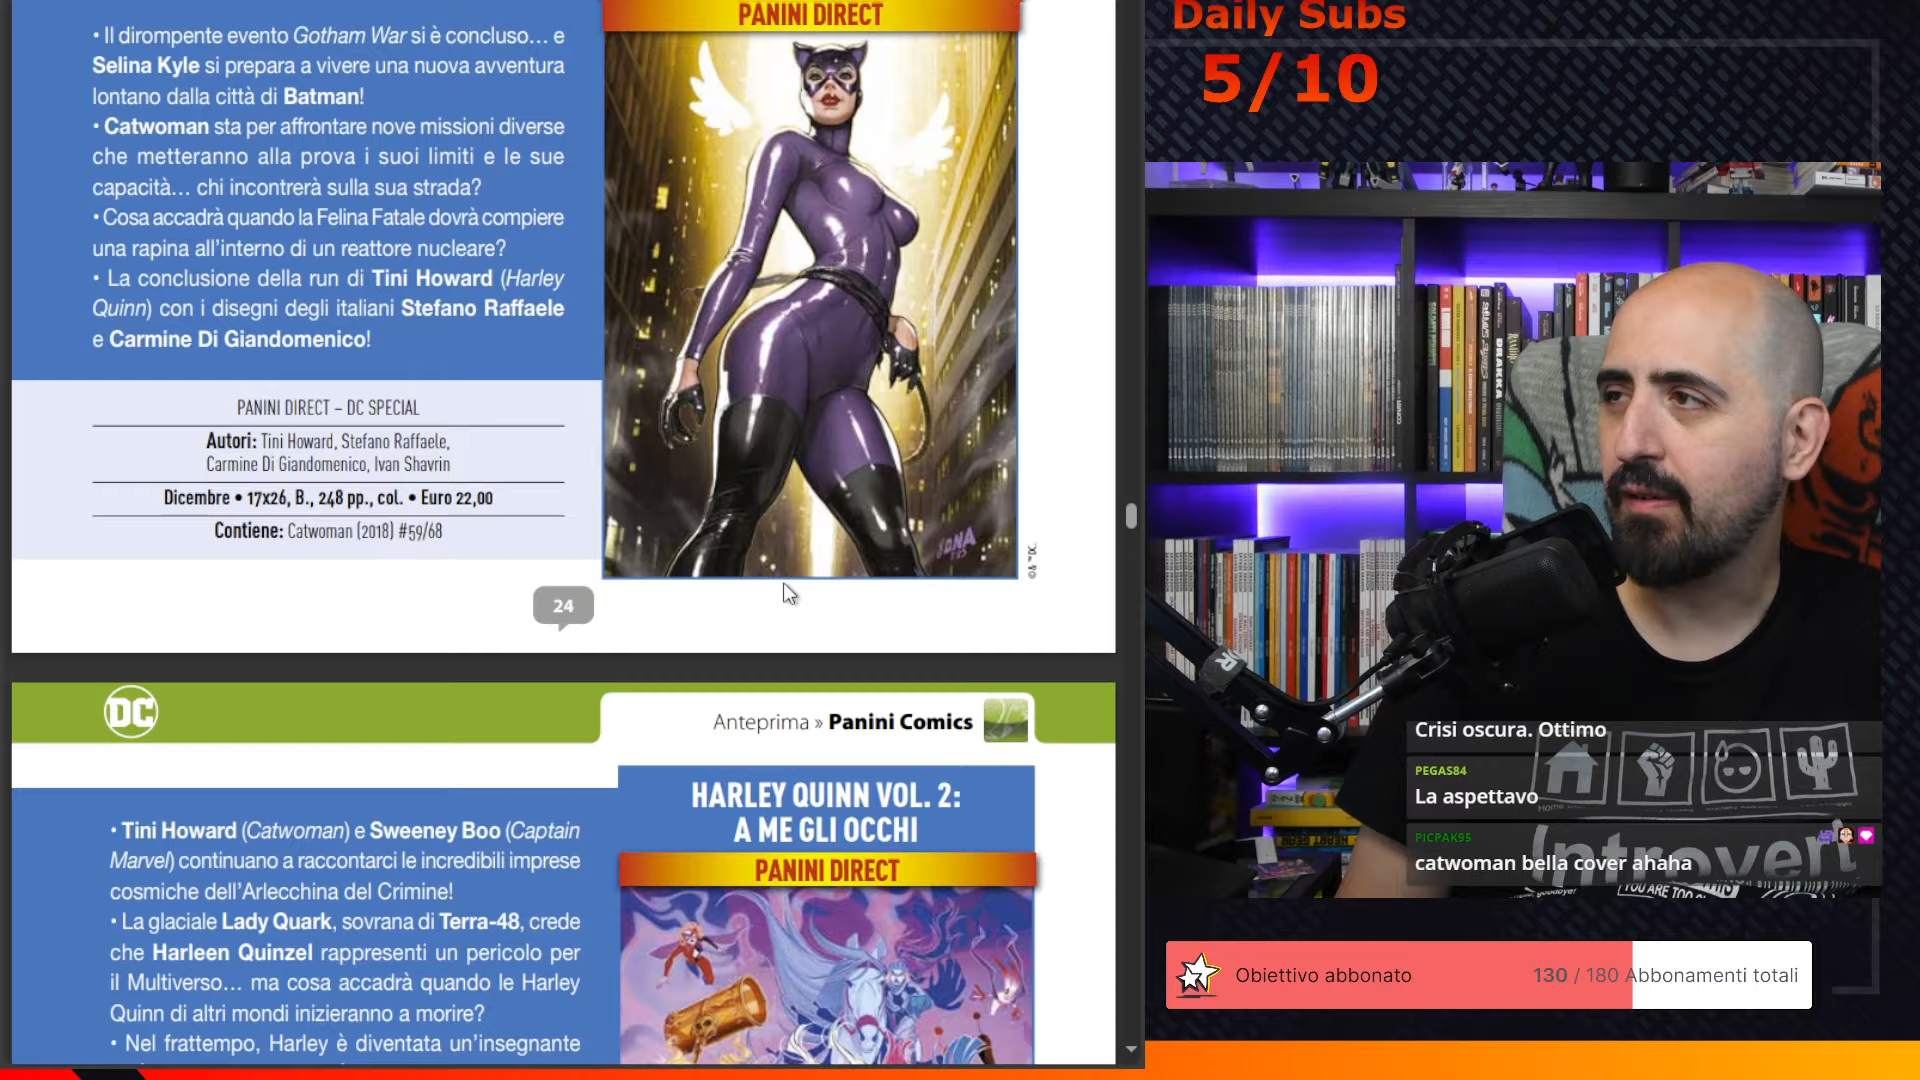 PANINI DIRECT
• Il dirompente evento Gotham War si è concluso… e
Selina Kyle si prepara a vivere una nuova avventura
lontano dalla città di Batman!
• Catwoman sta per affrontare nove missioni diverse
che metteranno alla prova i suoi limiti e le sue
capacità… chi incontrerà sulla sua strada?
• Cosa accadrà quando la Felina Fatale dovrà compiere
una rapina all’interno di un reattore nucleare?
• La conclusione della run di Tini Howard (Harley
Quinn) con i disegni degli italiani Stefano Raffaele
e Carmine Di Giandomenico!
PANINI DIRECT – DC SPECIAL
Autori: Tini Howard, Stefano Raffaele,
Carmine Di Giandomenico, Ivan Shavrin
Dicembre • 17x26, B., 248 pp., col. • Euro 22,00
Contiene: Catwoman (2018) #59/68
24
DC
Anteprima » Panini Comics
HARLEY QUINN VOL. 2:
A ME GLI OCCHI
PANINI DIRECT
• Tini Howard (Catwoman) e Sweeney Boo (Captain
Marvel) continuano a raccontarci le incredibili imprese
cosmiche dell’Arlecchina del Crimine!
• La glaciale Lady Quark, sovrana di Terra-48, crede
che Harleen Quinzel rappresenti un pericolo per
il Multiverso… ma cosa accadrà quando le Harley
Quinn di altri mondi inizieranno a morire?
• Nel frattempo, Harley è diventata un’insegnante
Daily Subs
5/10
DRAKKA
Crisi oscura. Ottimo
PEGAS84
La aspettavo
PICPAK95
catwoman bella cover ahaha
Introvert
YOU ARE TOO
Obiettivo abbonato
130 / 180 Abbonamenti totali